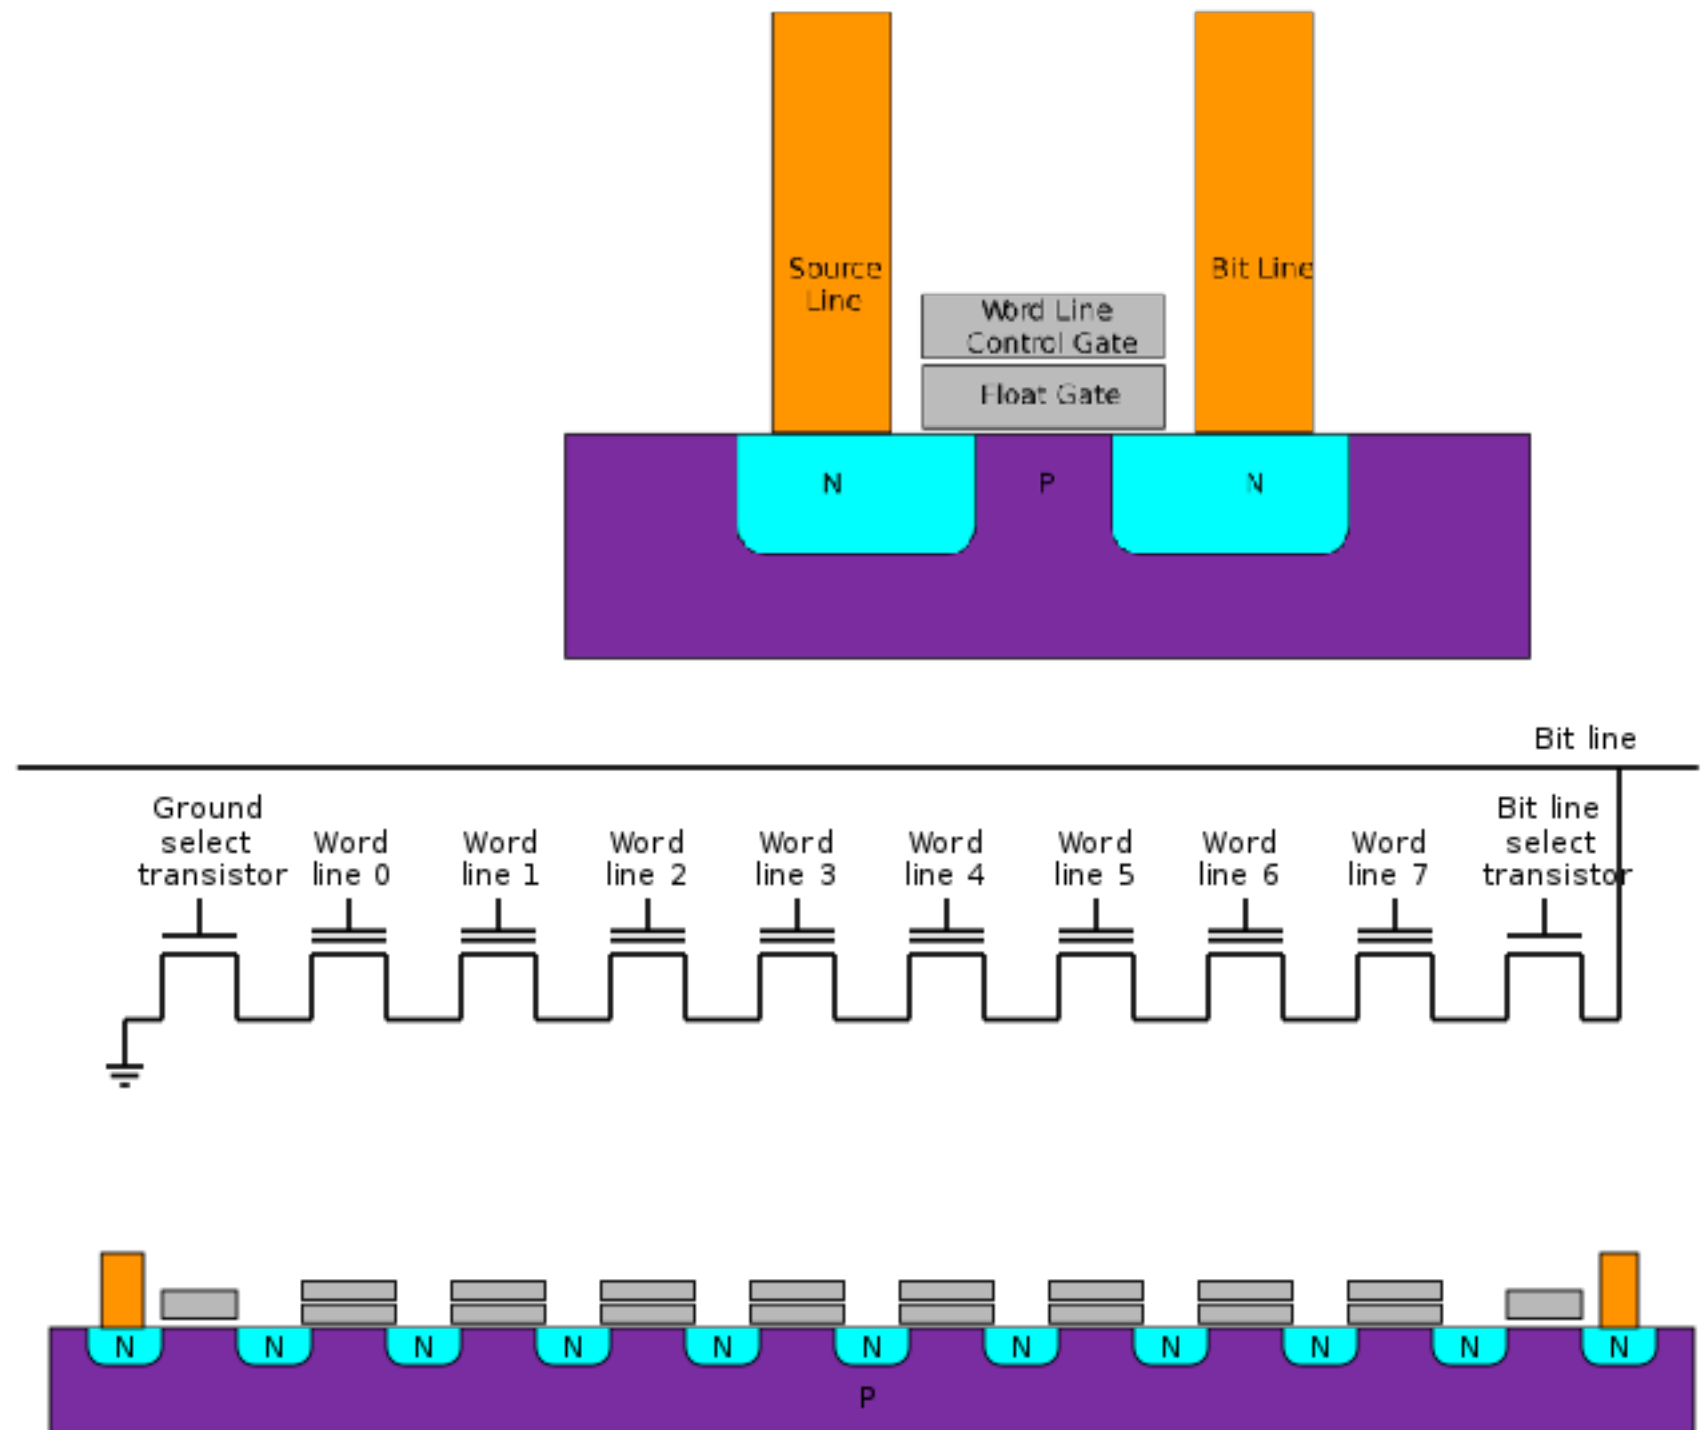 Source
Line
Bit Line
Word Line
Control Gate
Float Gate
N
P
N
Bit line
Ground
select
transistor
Word
line 0
Word
line 1
Word
line 2
Word
line 3
Word
line 4
Word
line 5
Word
line 6
Word
line 7
Bit line
select
transistor
N
N
N
N
N
N
N
N
N
N
N
P